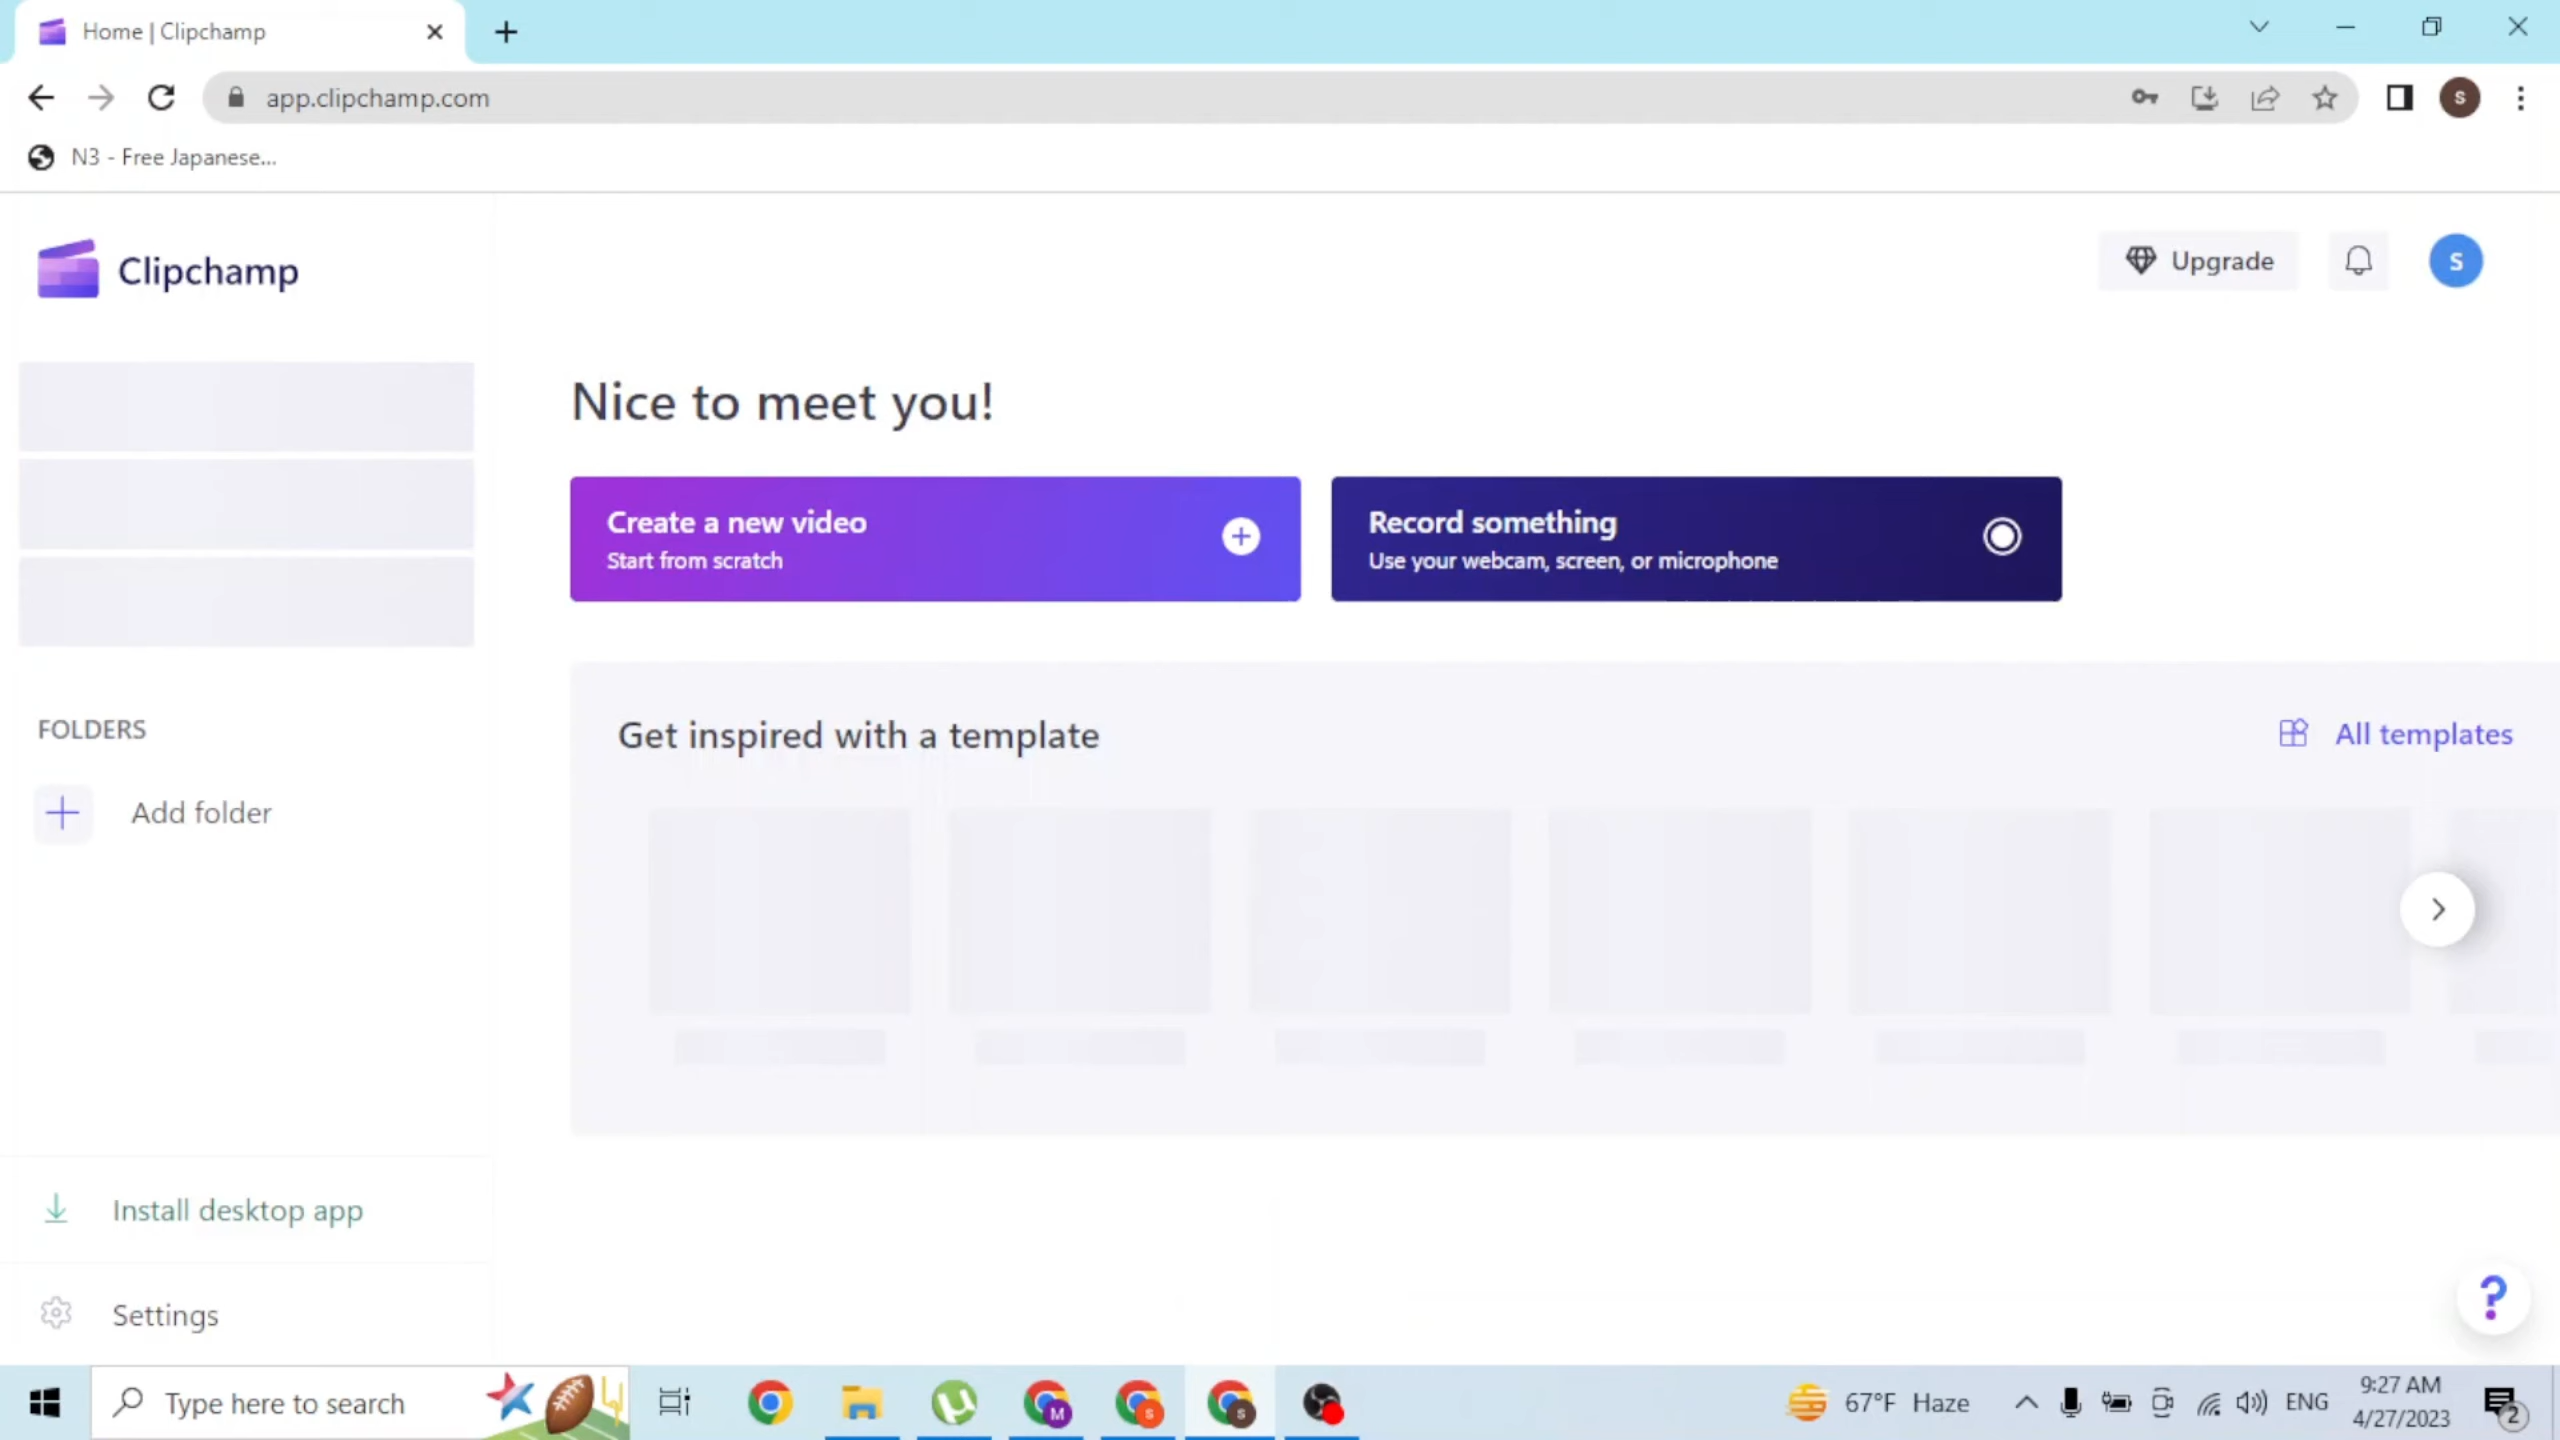 Home | Clipchamp
app.clipchamp.com
S
N3 - Free Japanese...
Clipchamp
Upgrade
S
Nice to meet you!
Create a new video
Start from scratch
Record something
Use your webcam, screen, or microphone
FOLDERS
Get inspired with a template
All templates
Add folder
Install desktop app
Settings
?
Type here to search
M
S
S
67°F Haze
ENG
9:27 AM
4/27/2023
2